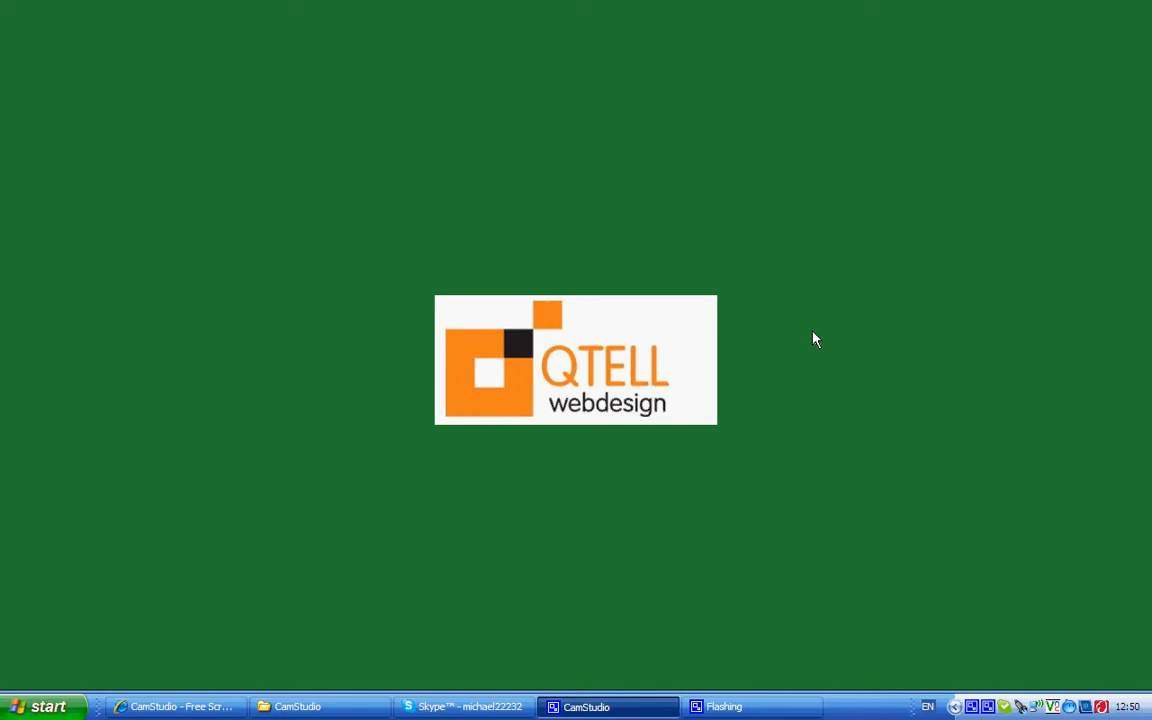 QTELL
webdesign
start
CamStudio - Free Scr...
CamStudio
Skype™ - michael22232
CamStudio
Flashing
EN
12:50